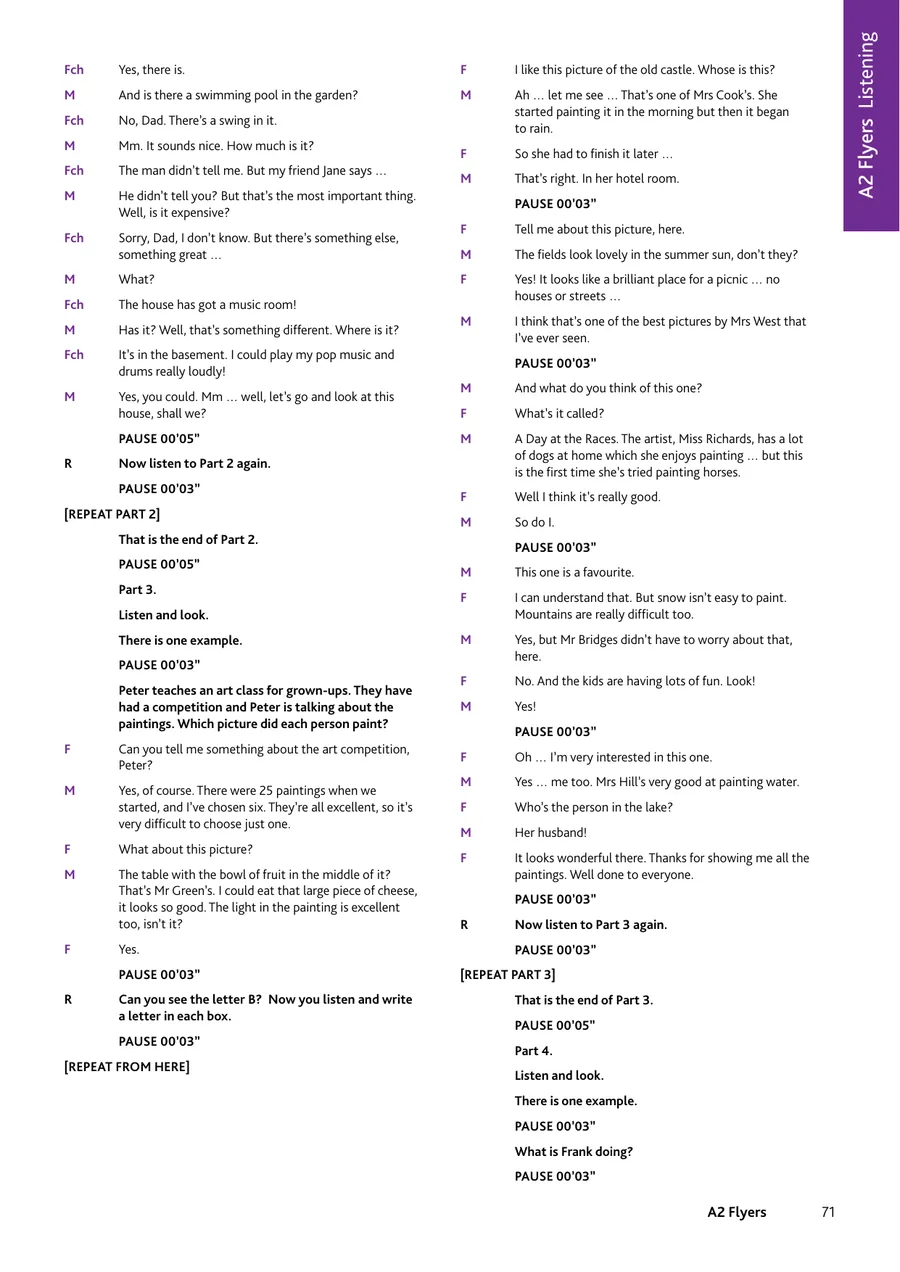 Fch Yes, there is.
M And is there a swimming pool in the garden?
Fch No, Dad. There's a swing in it.
M Mm. It sounds nice. How much is it?
Fch The man didn't tell me. But my friend Jane says …
M He didn't tell you? But that's the most important thing.
Well, is it expensive?
Fch Sorry, Dad, I don't know. But there's something else,
something great …
M What?
Fch The house has got a music room!
M Has it? Well, that's something different. Where is it?
Fch It's in the basement. I could play my pop music and
drums really loudly!
M Yes, you could. Mm … well, let's go and look at this
house, shall we?
PAUSE 00'05"
R Now listen to Part 2 again.
PAUSE 00'03"
[REPEAT PART 2]
That is the end of Part 2.
PAUSE 00'05"
Part 3.
Listen and look.
There is one example.
PAUSE 00'03"
Peter teaches an art class for grown-ups. They have
had a competition and Peter is talking about the
paintings. Which picture did each person paint?
F Can you tell me something about the art competition,
Peter?
M Yes, of course. There were 25 paintings when we
started, and I've chosen six. They're all excellent, so it's
very difficult to choose just one.
F What about this picture?
M The table with the bowl of fruit in the middle of it?
That's Mr Green's. I could eat that large piece of cheese,
it looks so good. The light in the painting is excellent
too, isn't it?
F Yes.
PAUSE 00'03"
R Can you see the letter B? Now you listen and write
a letter in each box.
PAUSE 00'03"
[REPEAT FROM HERE]
F I like this picture of the old castle. Whose is this?
M Ah … let me see … That's one of Mrs Cook's. She
started painting it in the morning but then it began
to rain.
F So she had to finish it later …
M That's right. In her hotel room.
PAUSE 00'03"
F Tell me about this picture, here.
M The fields look lovely in the summer sun, don't they?
F Yes! It looks like a brilliant place for a picnic … no
houses or streets …
M I think that's one of the best pictures by Mrs West that
I've ever seen.
PAUSE 00'03"
M And what do you think of this one?
F What's it called?
M A Day at the Races. The artist, Miss Richards, has a lot
of dogs at home which she enjoys painting … but this
is the first time she's tried painting horses.
F Well I think it's really good.
M So do I.
PAUSE 00'03"
M This one is a favourite.
F I can understand that. But snow isn't easy to paint.
Mountains are really difficult too.
M Yes, but Mr Bridges didn't have to worry about that,
here.
F No. And the kids are having lots of fun. Look!
M Yes!
PAUSE 00'03"
F Oh … I'm very interested in this one.
M Yes … me too. Mrs Hill's very good at painting water.
F Who's the person in the lake?
M Her husband!
F It looks wonderful there. Thanks for showing me all the
paintings. Well done to everyone.
PAUSE 00'03"
R Now listen to Part 3 again.
PAUSE 00'03"
[REPEAT PART 3]
That is the end of Part 3.
PAUSE 00'05"
Part 4.
Listen and look.
There is one example.
PAUSE 00'03"
What is Frank doing?
PAUSE 00'03"
A2 Flyers Listening
A2 Flyers 71